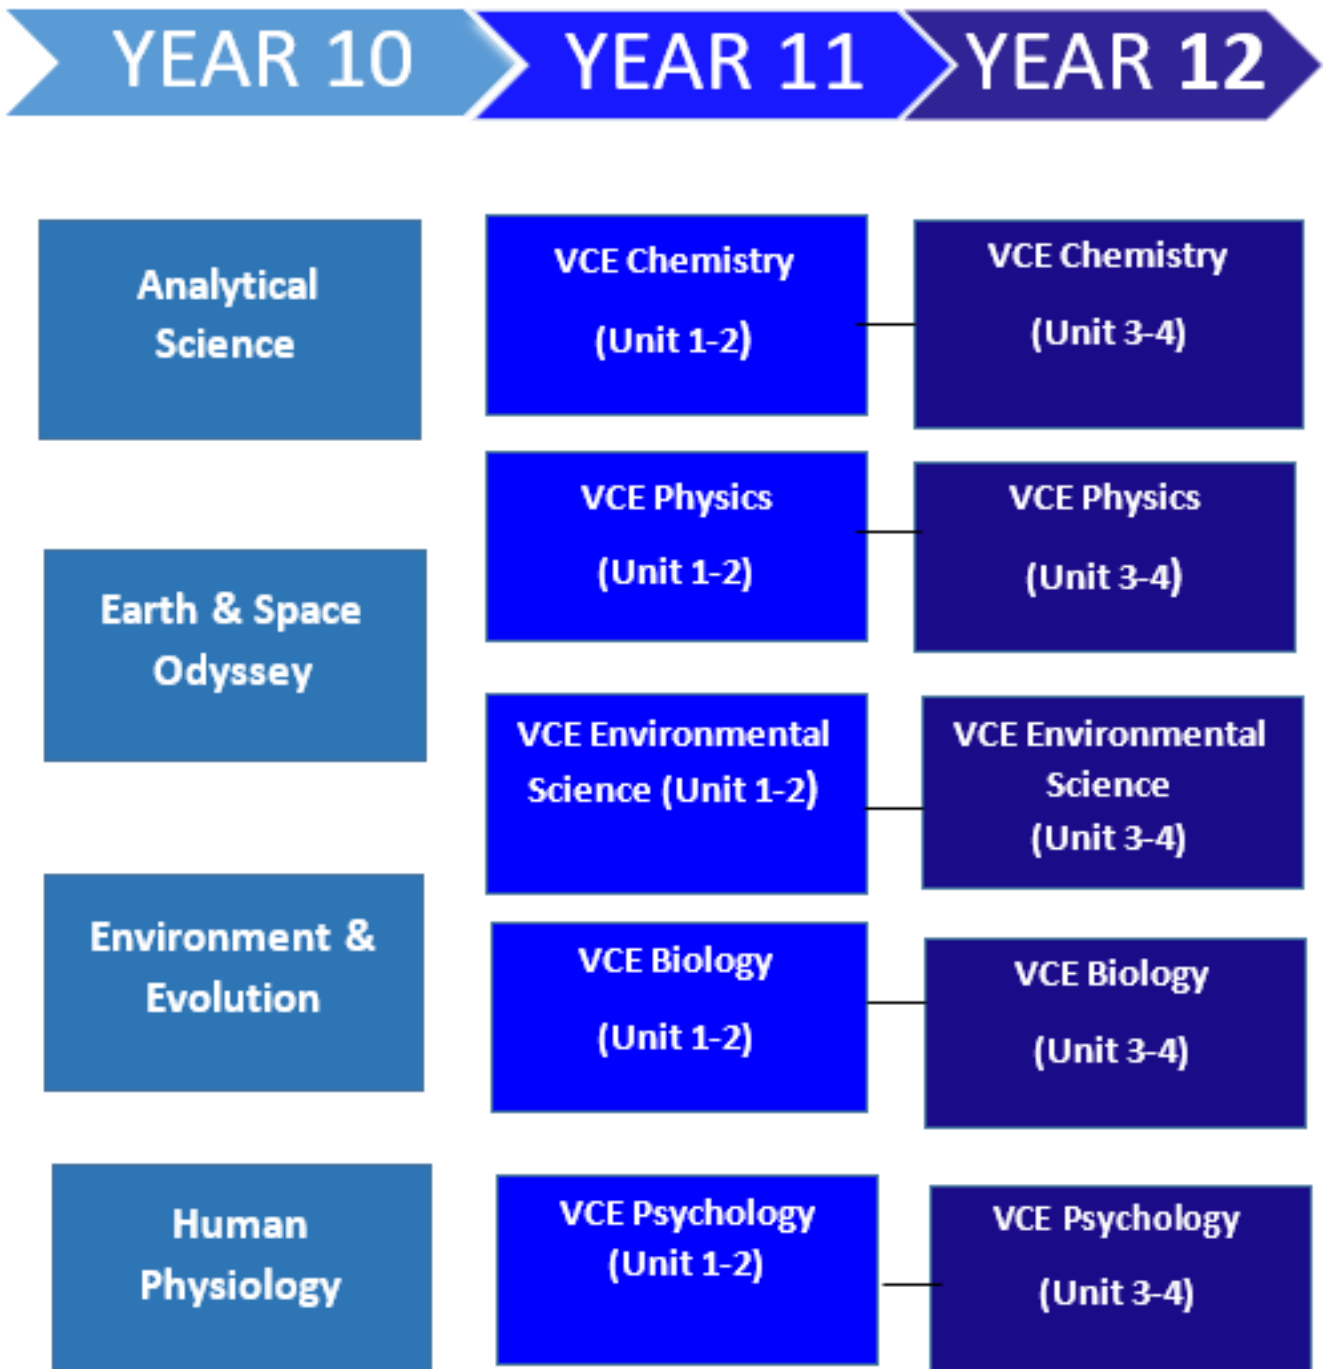 YEAR 10
YEAR 11
YEAR 12
Analytical
Science
Earth & Space
Odyssey
Environment &
Evolution
Human
Physiology
VCE Chemistry
(Unit 1-2)
VCE Physics
(Unit 1-2)
VCE Environmental
Science (Unit 1-2)
VCE Biology
(Unit 1-2)
VCE Psychology
(Unit 1-2)
VCE Chemistry
(Unit 3-4)
VCE Physics
(Unit 3-4)
VCE Environmental
Science
(Unit 3-4)
VCE Biology
(Unit 3-4)
VCE Psychology
(Unit 3-4)